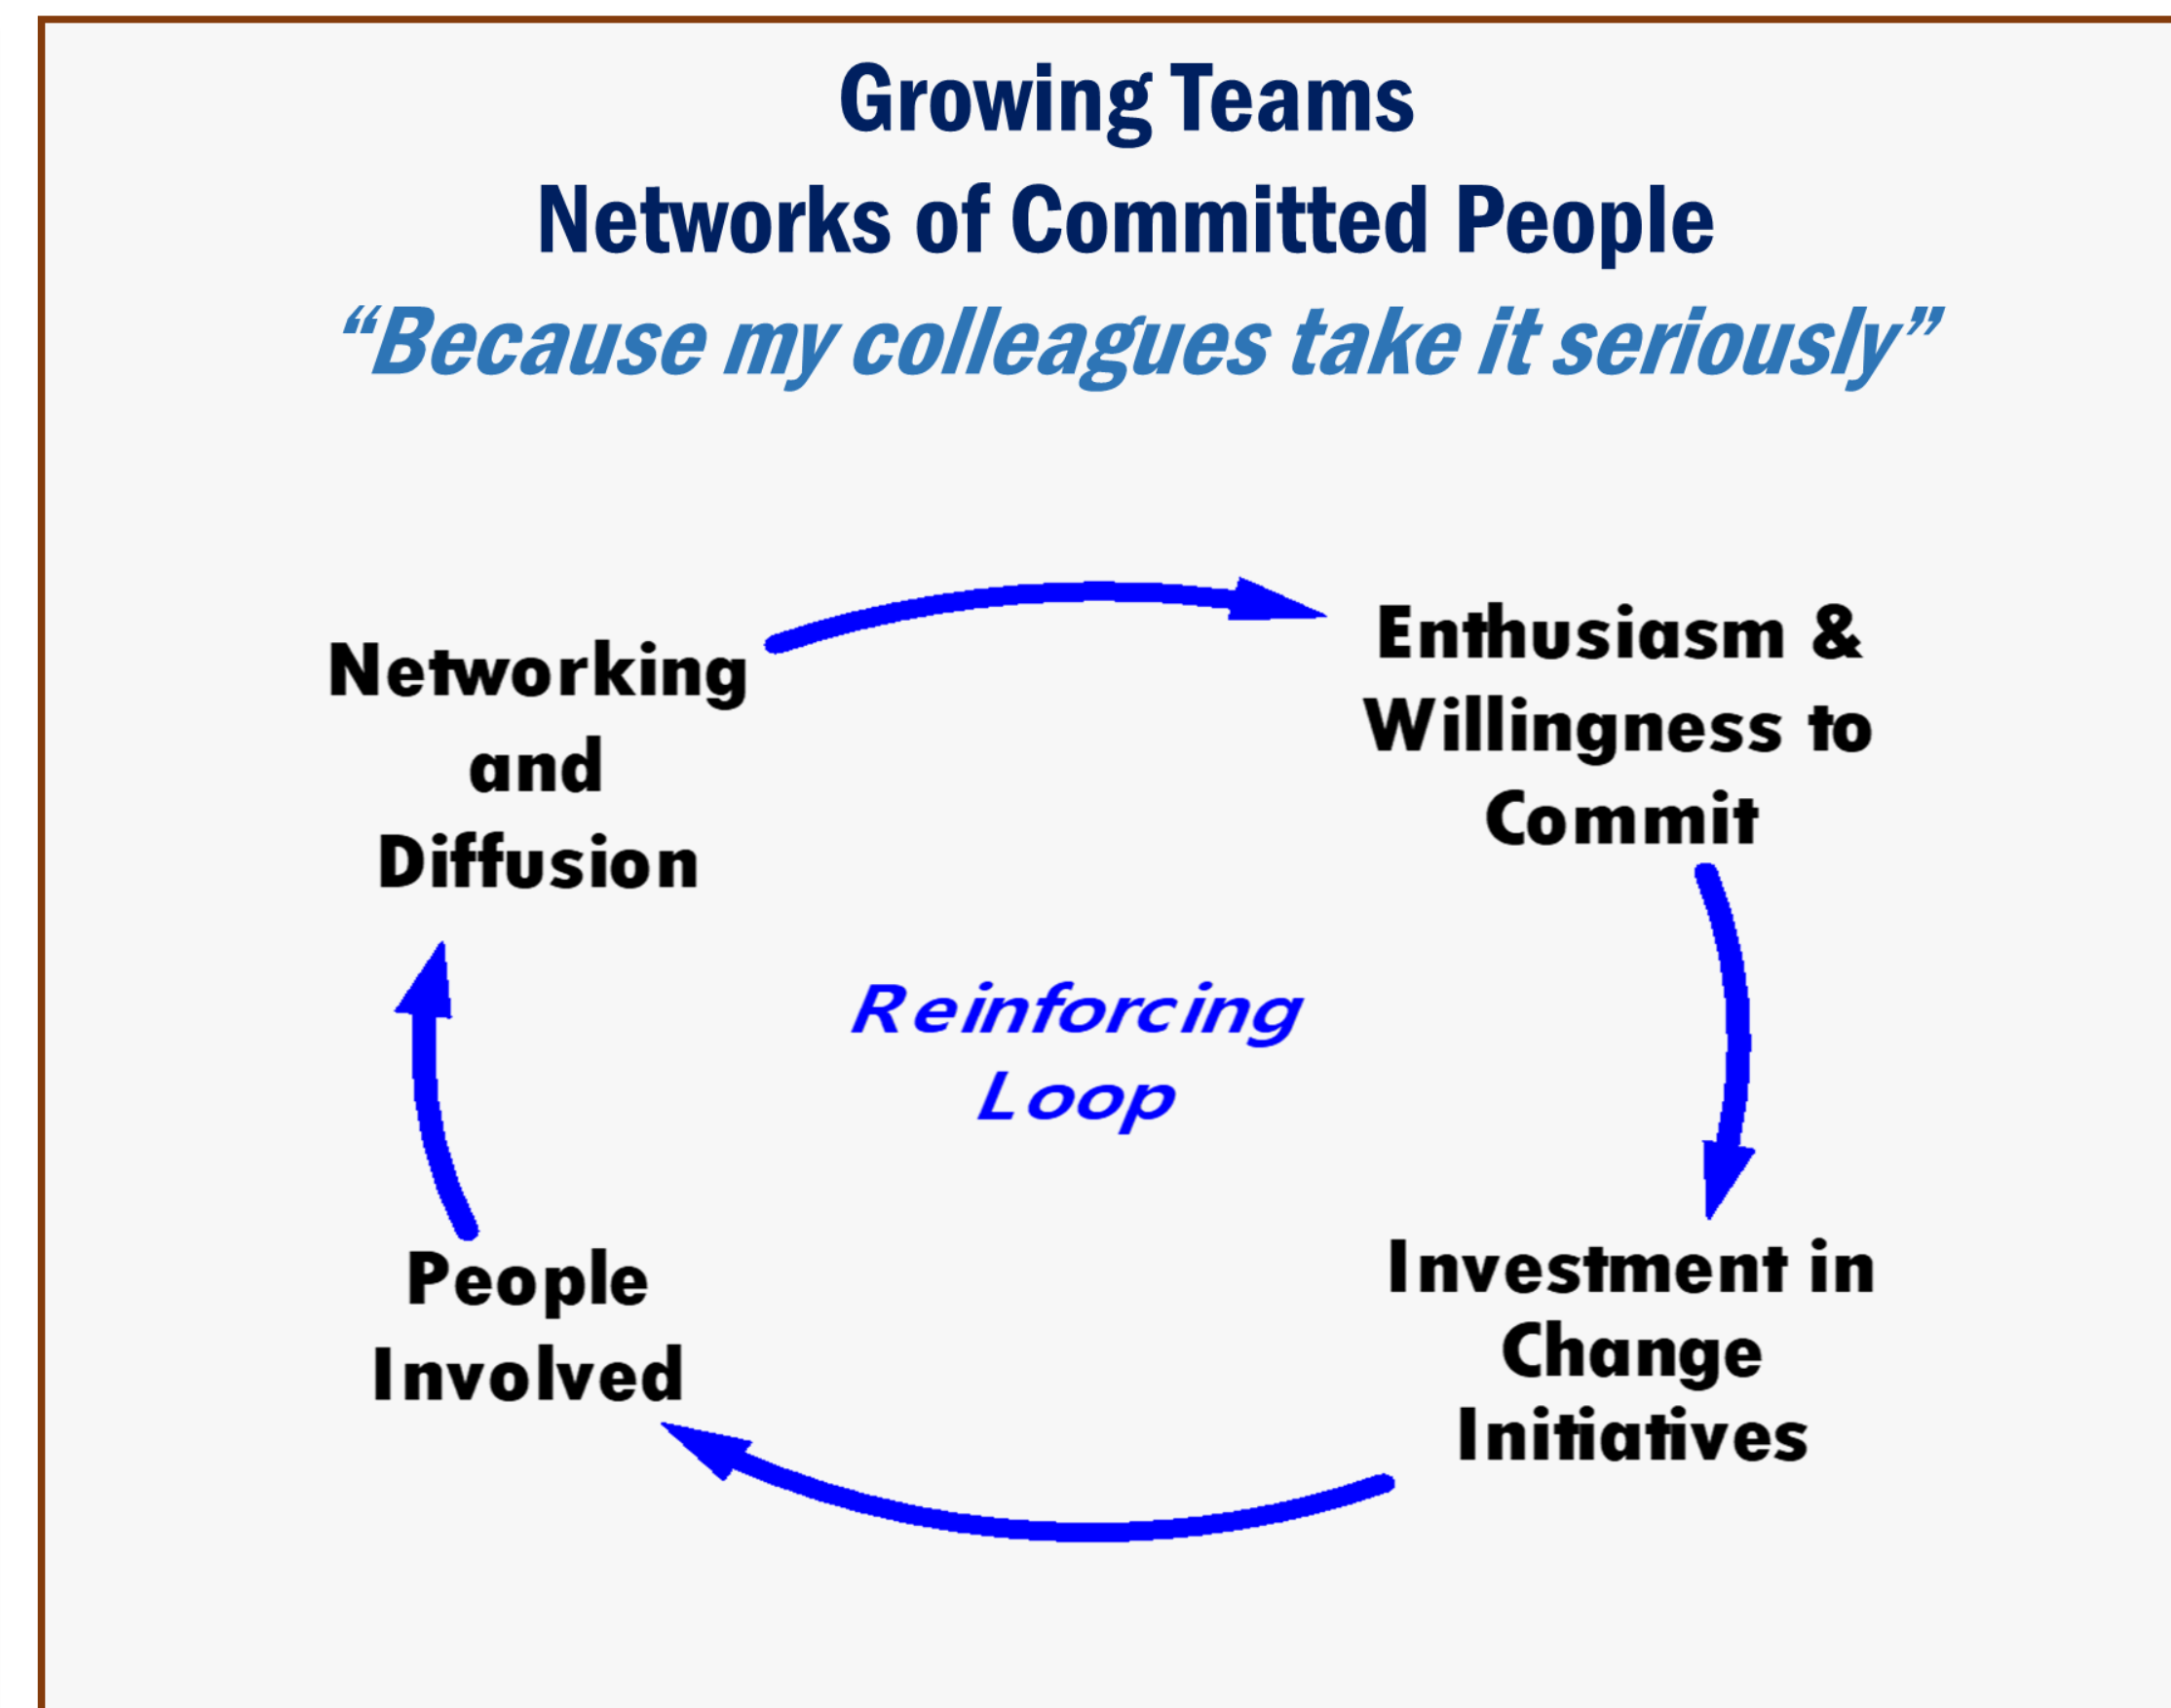 Growing Teams
Networks of Committed People
“Because my colleagues take it seriously”
Networking
and
Diffusion
Enthusiasm &
Willingness to
Commit
Reinforcing
Loop
People
Involved
Investment in
Change
Initiatives